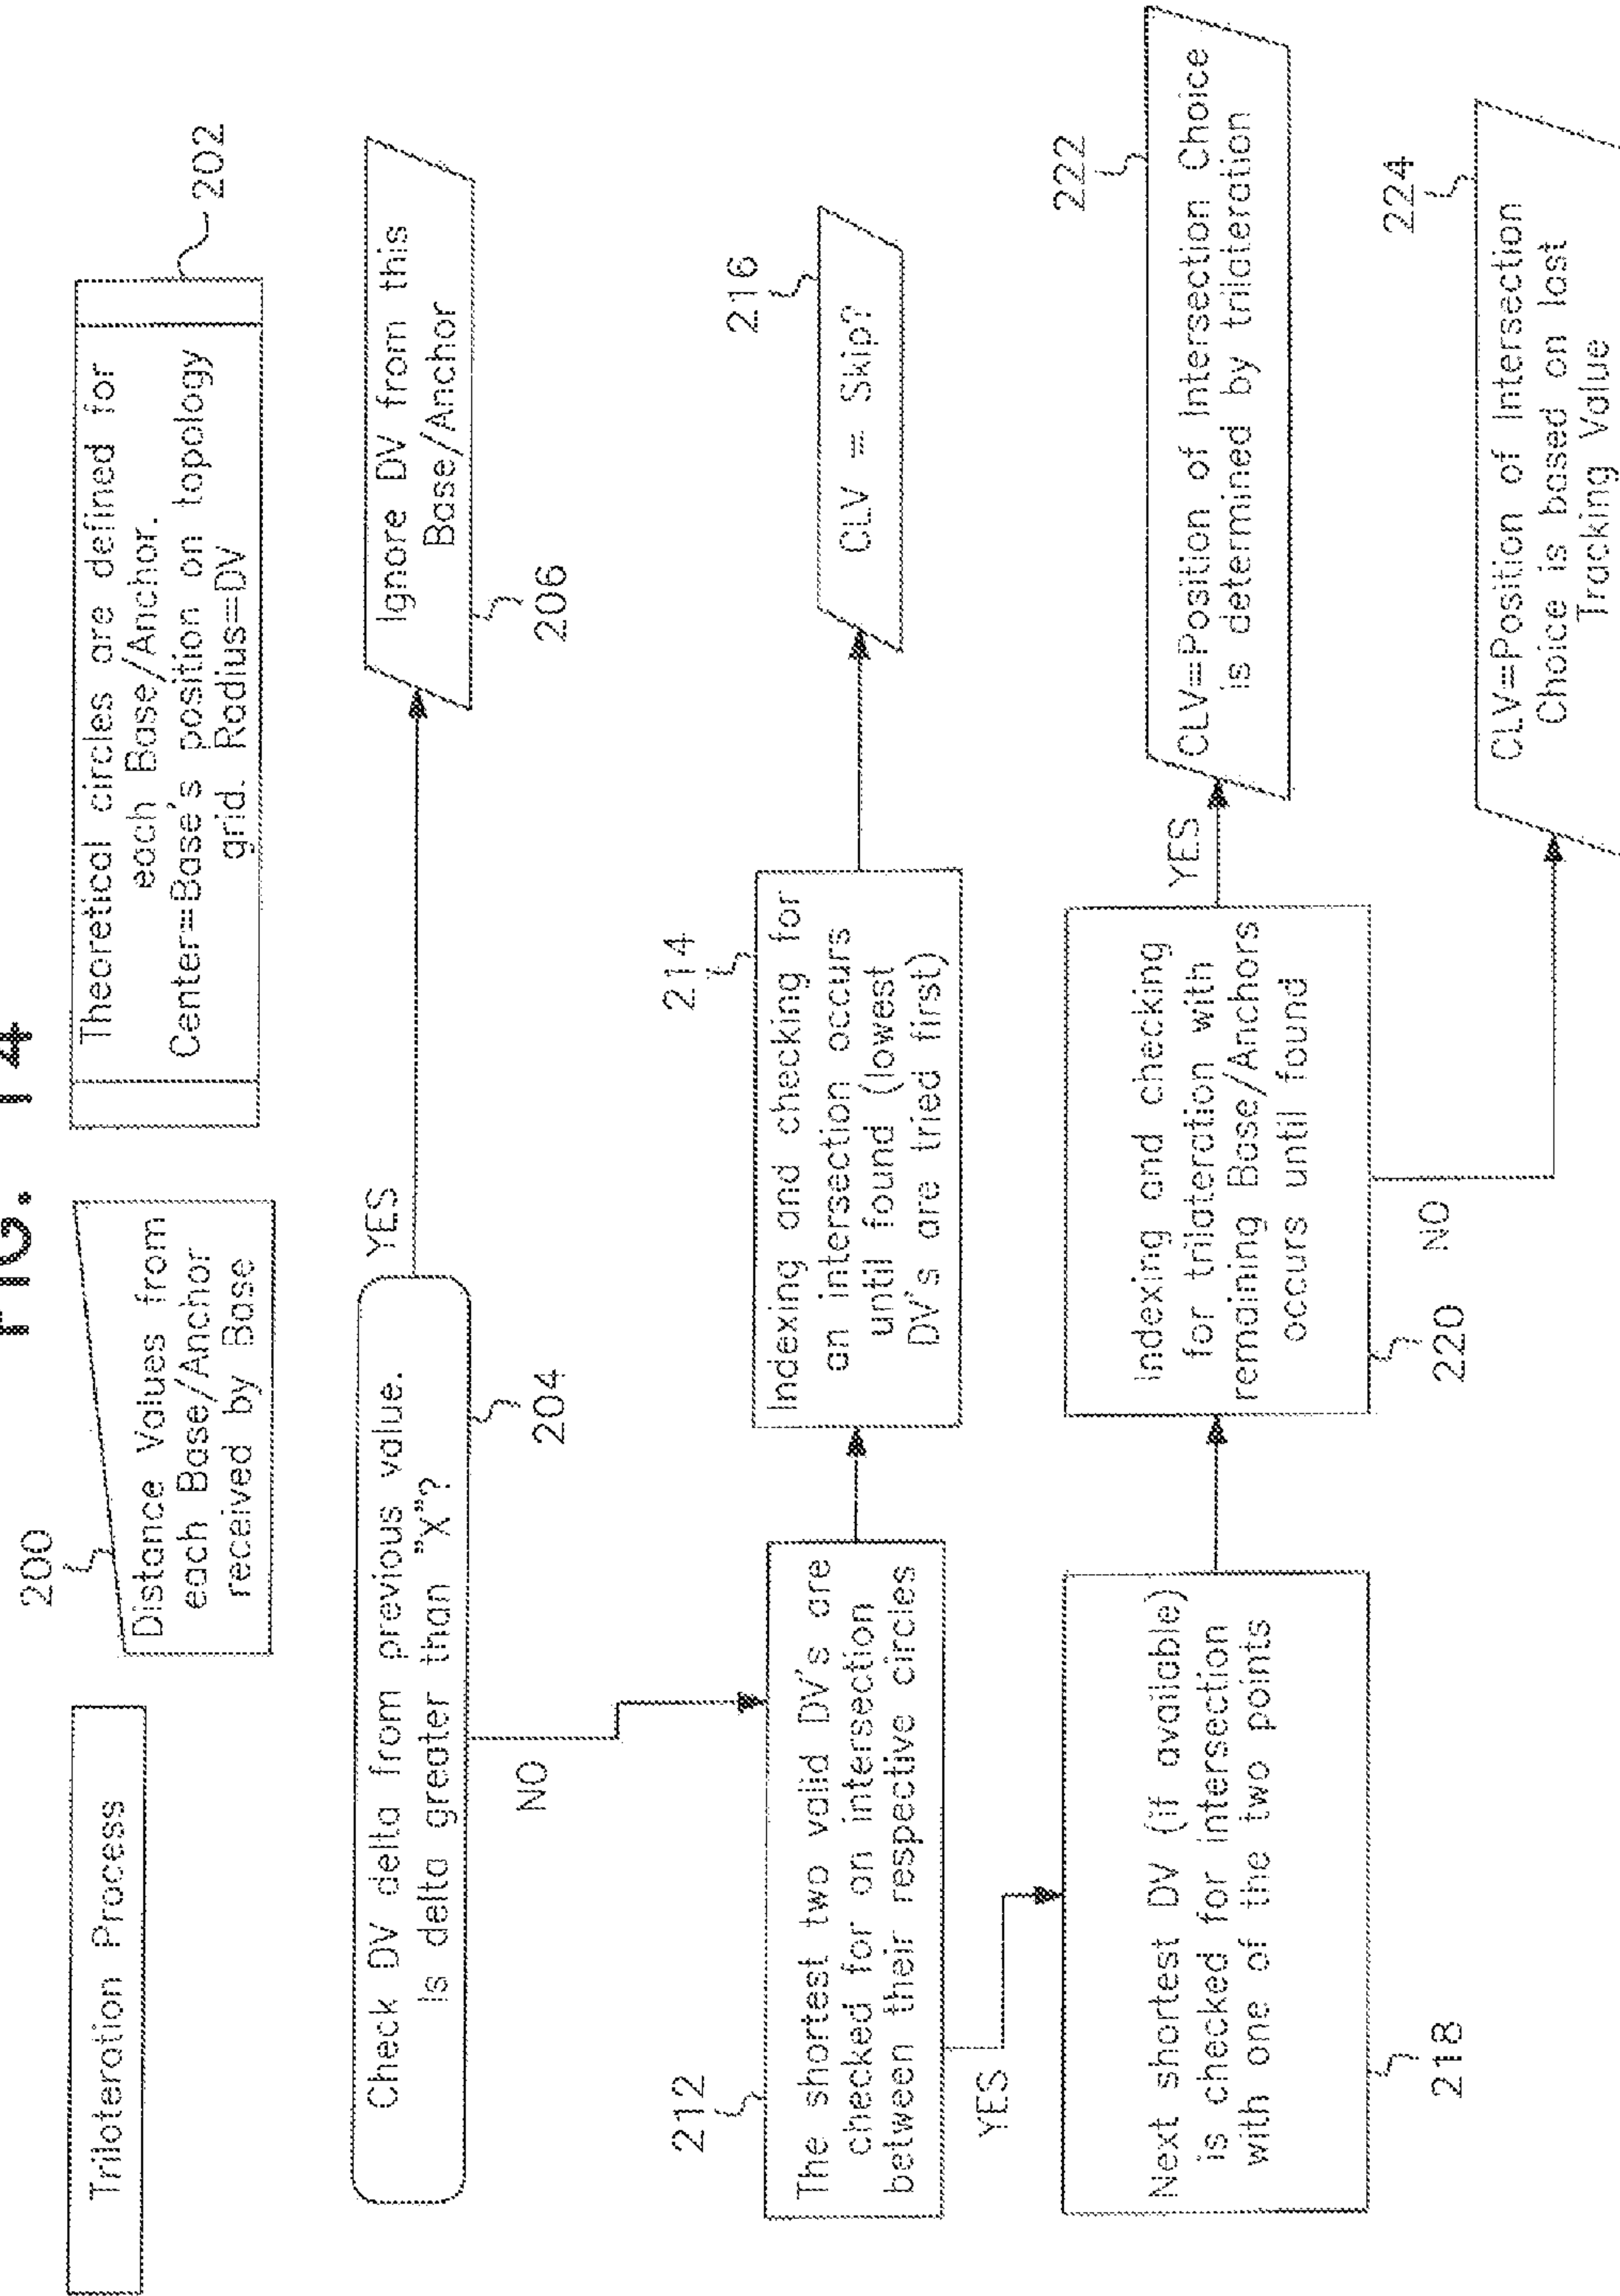 FIG. 14
Trilateration Process
200
Distance Values from
each Base/Anchor
received by Base
Theoretical circles are defined for
each Base/Anchor.
Center=Base's position on topology
grid. Radius=DV
202
Check DV delta from previous value.
Is delta greater than "X"?
204
YES
Ignore DV from this
Base/Anchor
206
NO
212
The shortest two valid DV's are
checked for an intersection
between their respective circles
214
Indexing and checking for
an intersection occurs
until found (lowest
DV's are tried first)
216
CLV = Skip?
YES
Next shortest DV (if available)
is checked for intersection
with one of the two points
218
Indexing and checking
for trilateration with
remaining Base/Anchors
occurs until found
220
YES
222
CLV=Position of Intersection Choice
is determined by trilateration
NO
224
CLV=Position of Intersection
Choice is based on last
Tracking Value